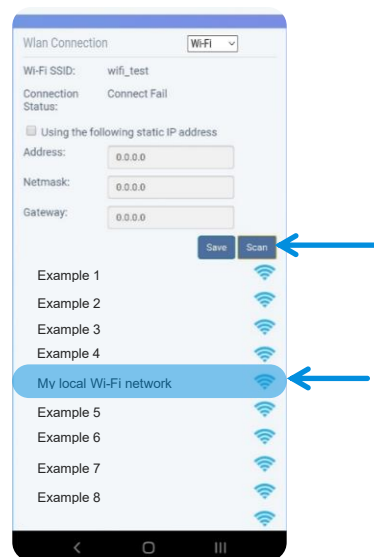 Wlan Connection Wi-Fi
Wi-Fi SSID: wifi_test
Connection Status: Connect Fail
Using the following static IP address
Address: 0.0.0.0
Netmask: 0.0.0.0
Gateway: 0.0.0.0
Save Scan
Example 1
Example 2
Example 3
Example 4
My local Wi-Fi network
Example 5
Example 6
Example 7
Example 8